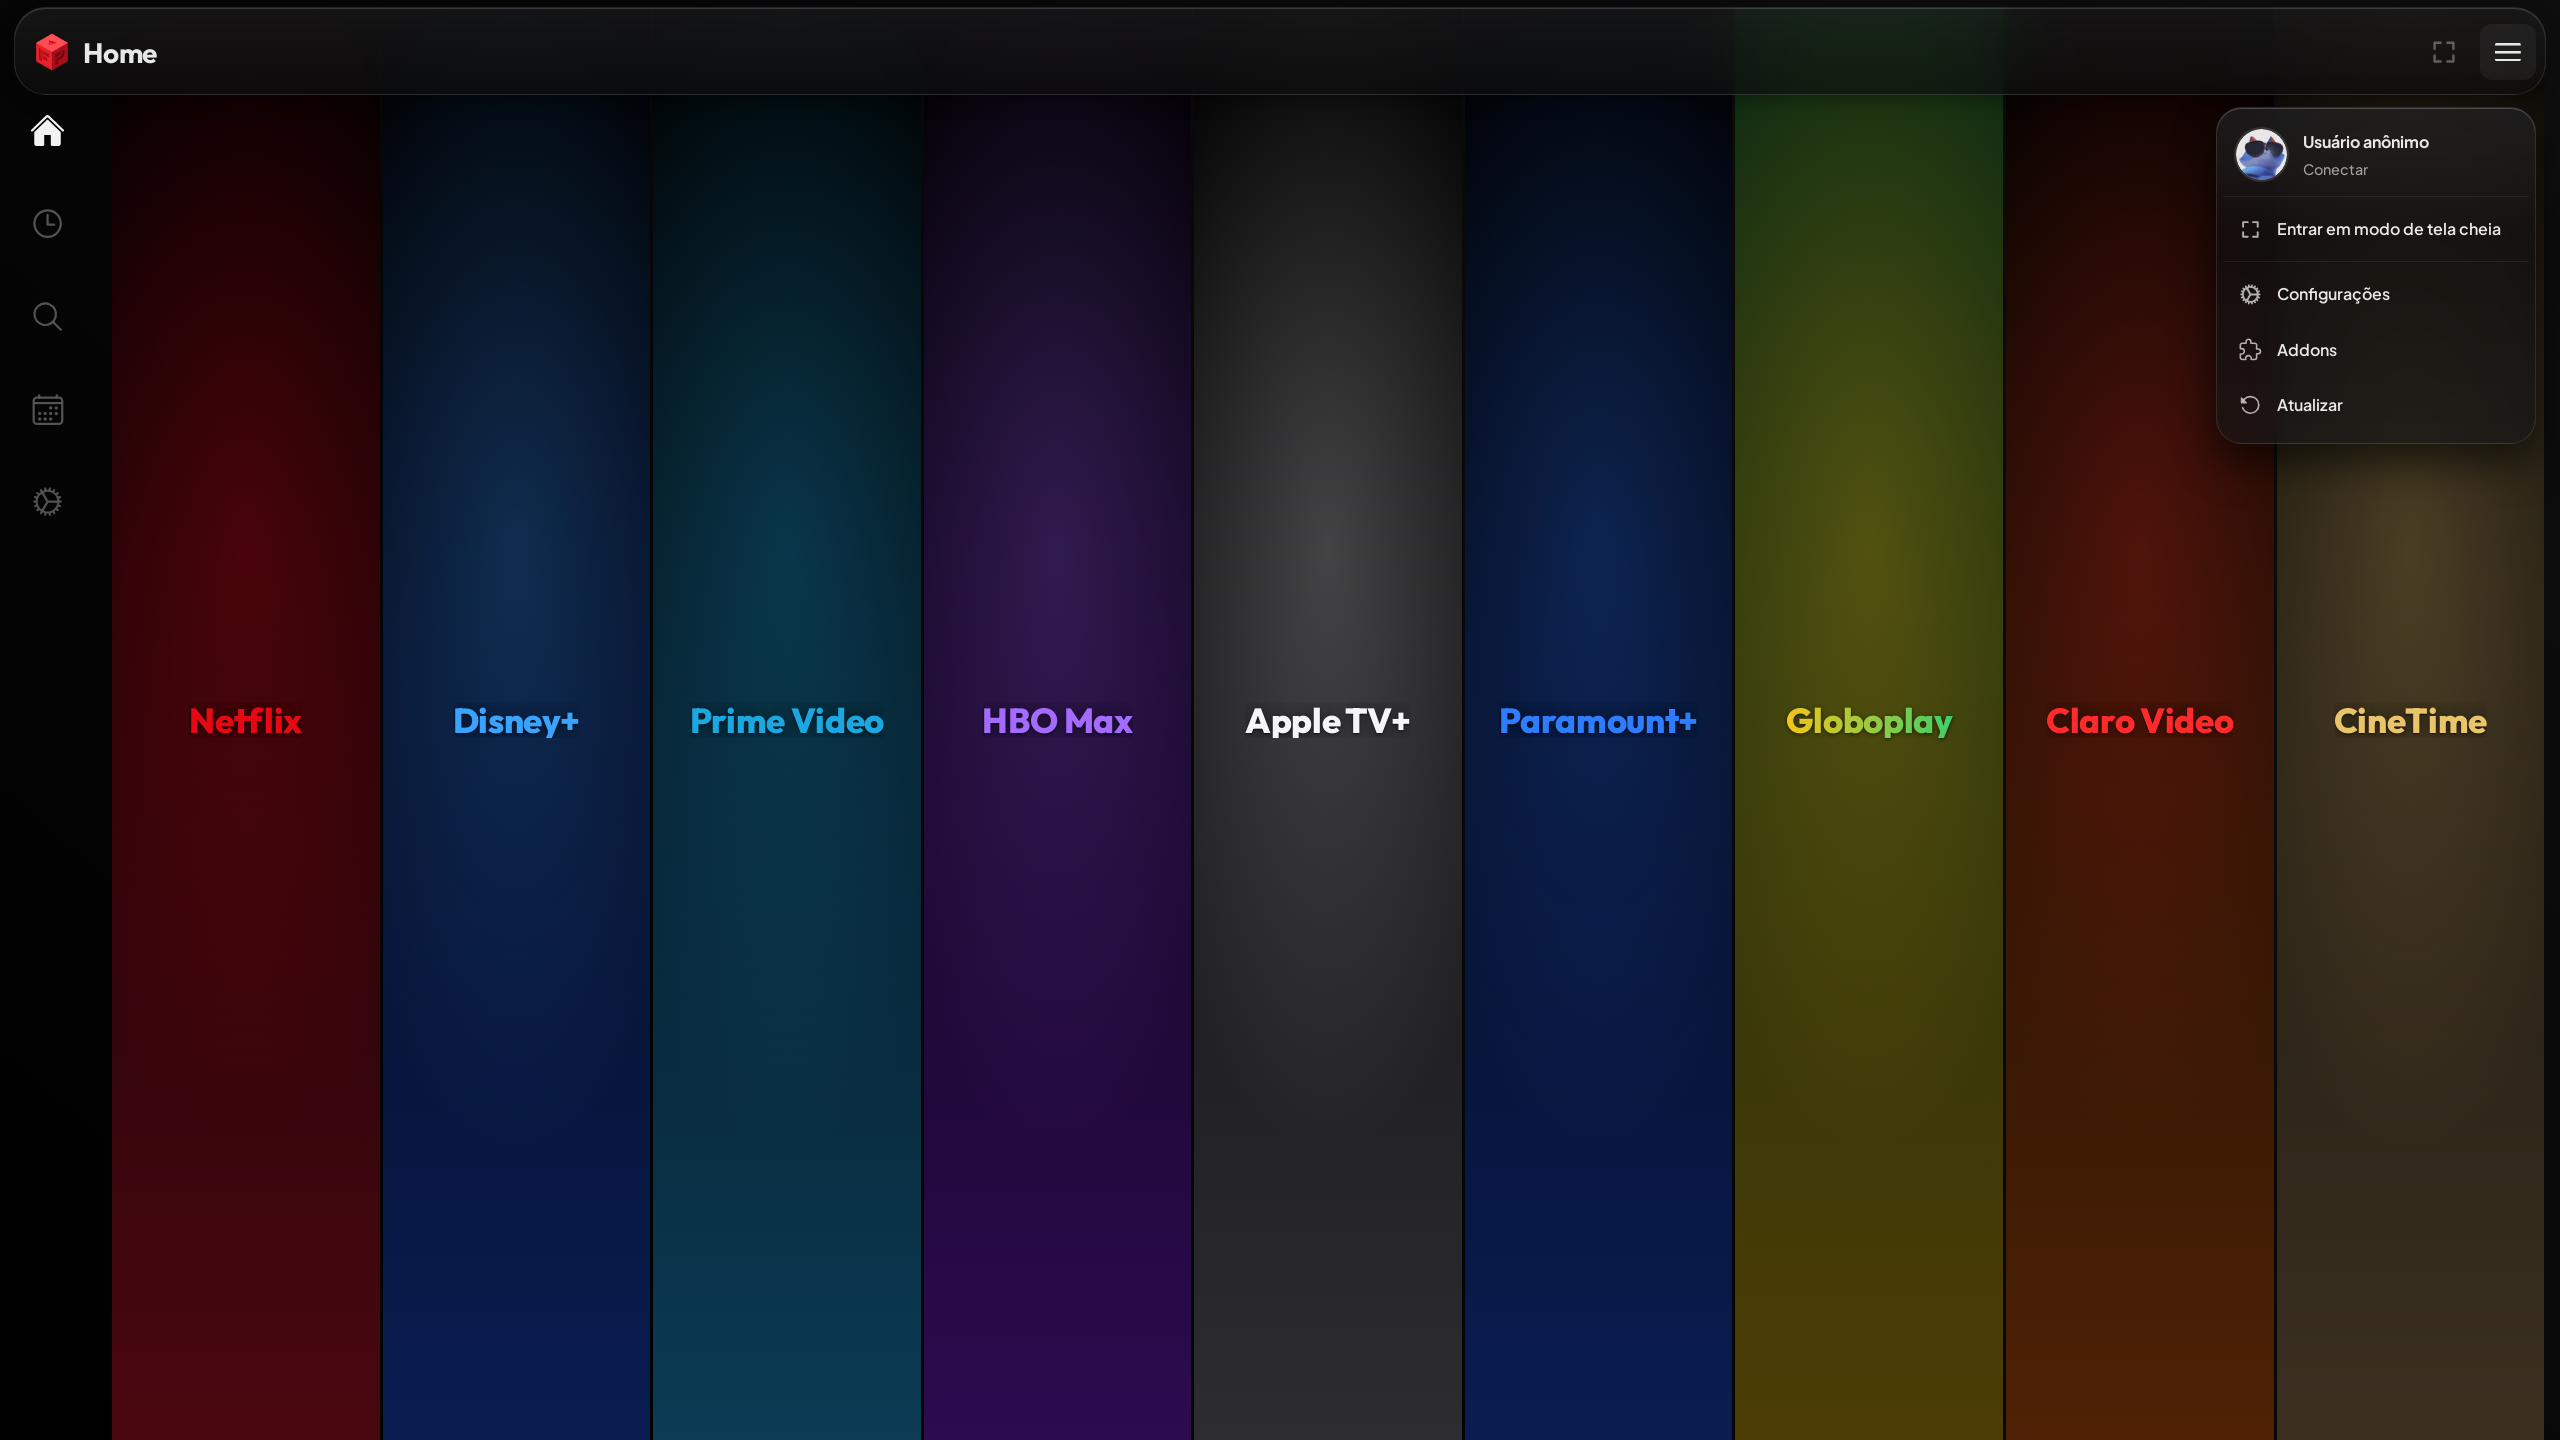 Home
Usuário anônimo
Conectar
Entrar em modo de tela cheia
Configurações
Addons
Atualizar
Netflix
Disney+
Prime Video
HBO Max
Apple TV+
Paramount+
Globoplay
Claro Video
CineTime